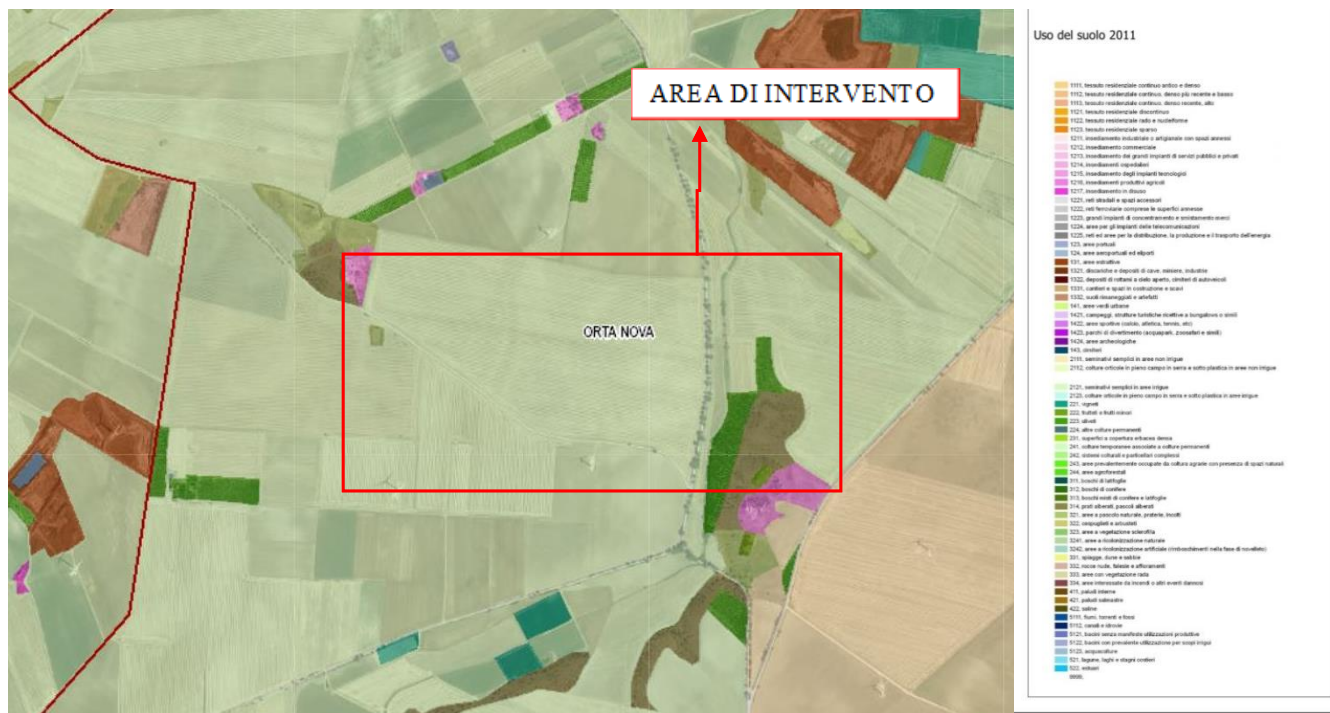 AREA DI INTERVENTO
ORTA NOVA
Uso del suolo 2011
1111, tessuto residenziale continuo antico e denso
1112, tessuto residenziale continuo, denso più recente e basso
1113, tessuto residenziale continuo, denso recente, alto
1121, tessuto residenziale discontinuo
1122, tessuto residenziale rado e nucleiforme
1123, tessuto residenziale sparso
1211, insediamento industriale o artigianale con spazi annessi
1212, insediamento commerciale
1213, insediamento dei grandi impianti di servizi pubblici e privati
1214, insediamenti ospedalieri
1215, insediamento degli impianti tecnologici
1216, insediamenti produttivi agricoli
1217, insediamento in disuso
1221, reti stradali e spazi accessori
1222, reti ferroviarie comprese le superfici annesse
1223, grandi impianti di concentramento e smistamento merci
1224, aree per gli impianti delle telecomunicazioni
1225, reti ed aree per la distribuzione, la produzione e il trasporto dell'energia
123, aree portuali
124, aree aeroportuali ed eliporti
131, aree estrattive
1321, discariche e depositi di cave, miniere, industrie
1322, depositi di rottami a cielo aperto, cimiteri di autoveicoli
1331, cantieri e spazi in costruzione e scavi
1332, suoli rimaneggiati e artefatti
141, aree verdi urbane
1421, campeggi, strutture turistiche ricettive a bungalows o simili
1422, aree sportive (calcio, atletica, tennis, etc)
1423, parchi di divertimento (acquapark, zoosafari e simili)
1424, aree archeologiche
143, cimiteri
2111, seminativi semplici in aree non irrigue
2112, colture orticole in pieno campo in serra e sotto plastica in aree non irrigue
2121, seminativi semplici in aree irrigue
2123, colture orticole in pieno campo in serra e sotto plastica in aree irrigue
221, vigneti
222, frutteti e frutti minori
223, uliveti
224, altre colture permanenti
231, superfici a copertura erbacea densa
241, colture temporanee associate a colture permanenti
242, sistemi colturali e particellari complessi
243, aree prevalentemente occupate da coltura agrarie con presenza di spazi naturali
244, aree agroforestali
311, boschi di latifoglie
312, boschi di conifere
313, boschi misti di conifere e latifoglie
314, prati alberati, pascoli alberati
321, aree a pascolo naturale, praterie, incolti
322, cespuglieti e arbusteti
323, aree a vegetazione sclerofilla
3241, aree a ricolonizzazione naturale
3242, aree a ricolonizzazione artificiale (rimboschimenti nella fase di novelleto)
331, spiagge, dune e sabbie
332, rocce nude, falesie e affioramenti
333, aree con vegetazione rada
334, aree interessate da incendi o altri eventi dannosi
411, paludi interne
421, paludi salmastre
422, saline
5111, fiumi, torrenti e fossi
5112, canali e idrovie
5121, bacini senza manifeste utilizzazioni produttive
5122, bacini con prevalente utilizzazione per scopi irrigui
5123, acquacolture
521, lagune, laghi e stagni costieri
522, estuari
9999,